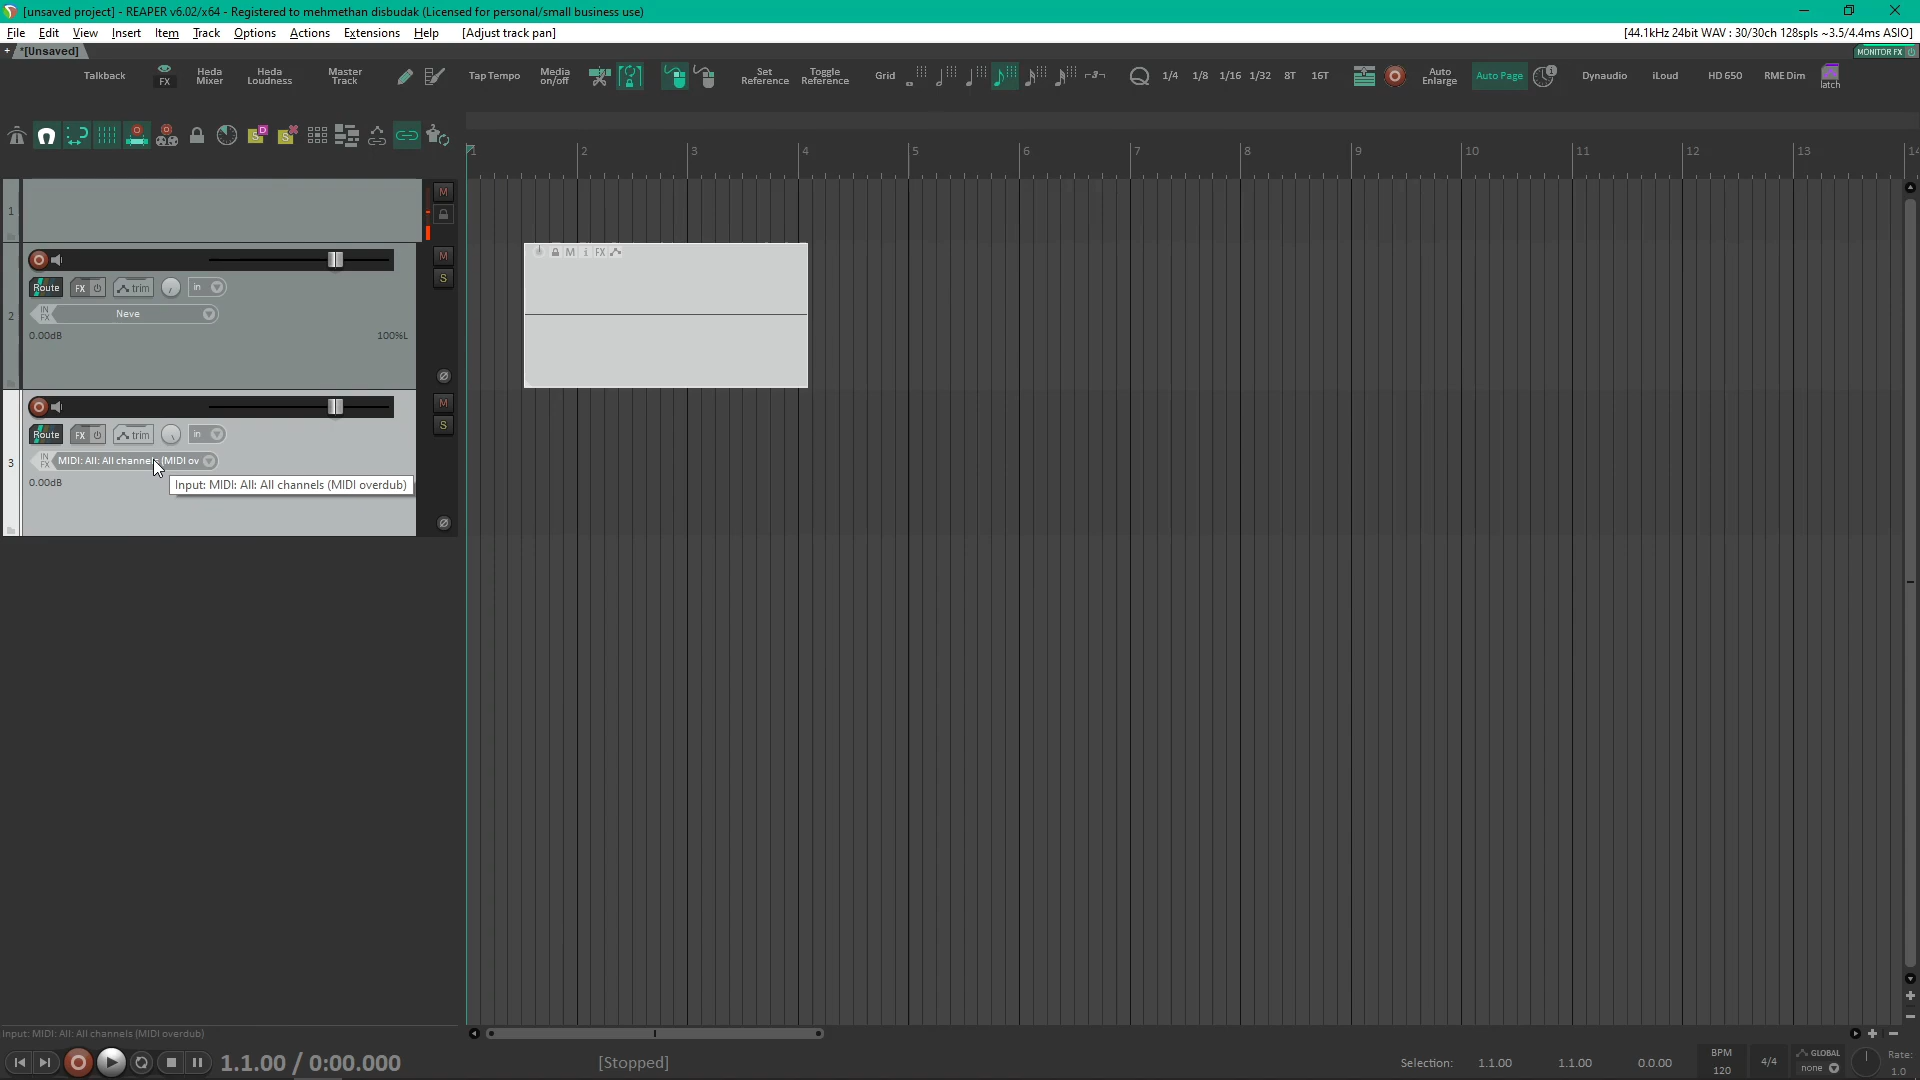 [unsaved project] - REAPER v6.02/x64 - Registered to mehmethan disbudak (Licensed for personal/small business use)
File Edit View Insert Item Track Options Actions Extensions Help [Adjust track pan] [44.1kHz 24bit WAV : 30/30ch 128spls ~3.5/4.4ms ASIO]
+ *[Unsaved] MONITOR FX
Talkback FX Heda Mixer Heda Loudness Master Track Tap Tempo Media on/off Set Reference Toggle Reference Grid 1/4 1/8 1/16 1/32 8T 16T Auto Enlarge Auto Page Dynaudio iLoud HD 650 RME Dim latch
1 2 3 4 5 6 7 8 9 10 11 12 13 14
1 M
M
S
Route FX trim in
IN FX Neve
2
0.00dB 100%L
M i FX
M
S
Route FX trim in
3 IN FX MIDI: All: All channels (MIDI ov
0.00dB
Input: MIDI: All: All channels (MIDI overdub)
Input: MIDI: All: All channels (MIDI overdub)
1.1.00 / 0:00.000 [Stopped] Selection: 1.1.00 1.1.00 0.0.00 BPM 120 4/4 GLOBAL none Rate: 1.0